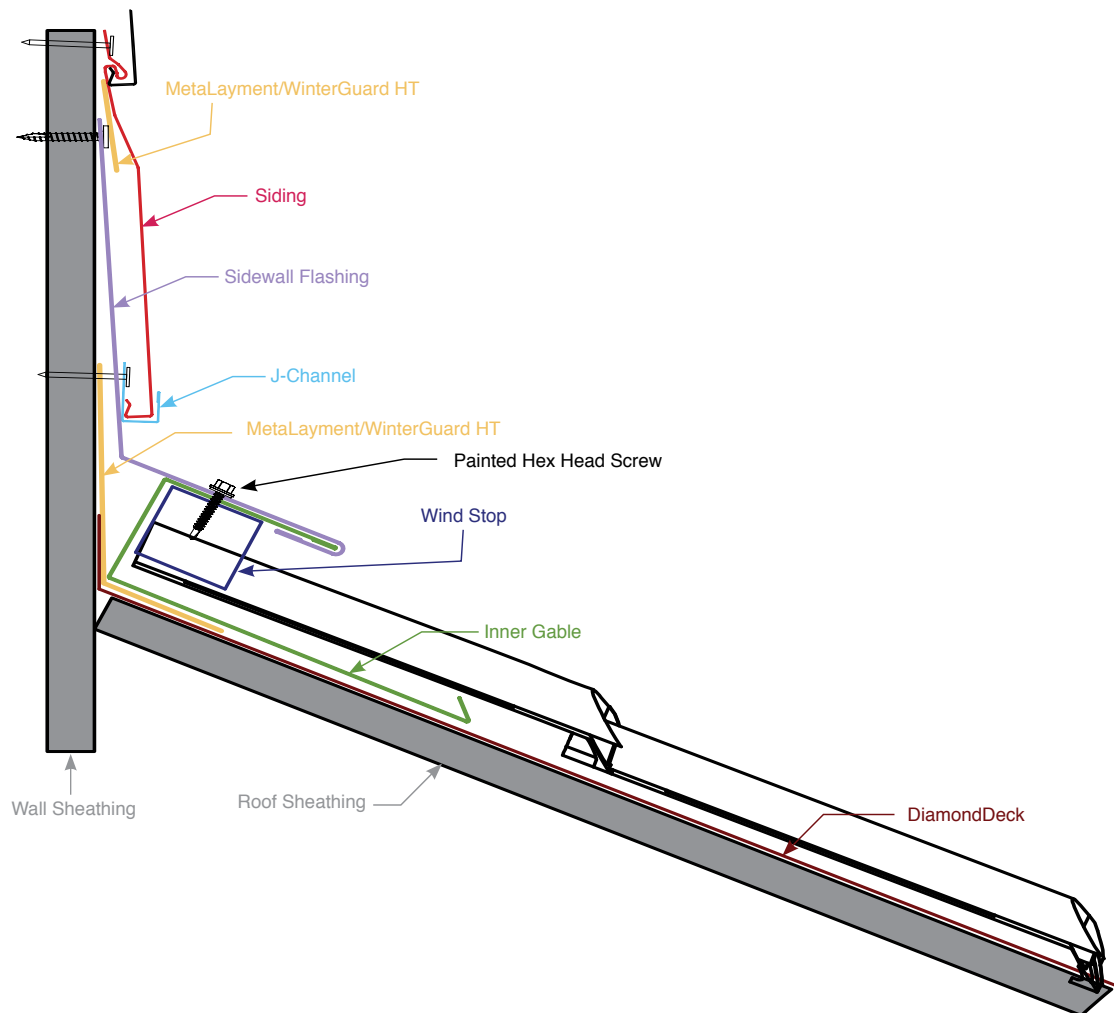 MetaLayment/WinterGuard HT
Siding
Sidewall Flashing
J-Channel
MetaLayment/WinterGuard HT
Painted Hex Head Screw
Wind Stop
Inner Gable
Wall Sheathing
Roof Sheathing
DiamondDeck